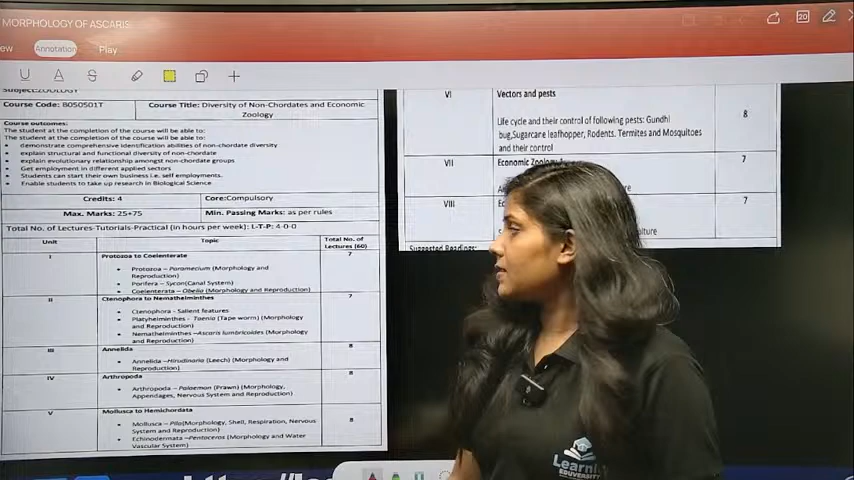 MORPHOLOGY OF ASCARIS
ew Annotation Play
20
Subject:ZOOLOGY
Course Code: B050501T
Course Title: Diversity of Non-Chordates and Economic
Zoology
Course outcomes:
The student at the completion of the course will be able to:
The student at the completion of the course will be able to:
• demonstrate comprehensive identification abilities of non-chordate diversity
• explain structural and functional diversity of non-chordate
• explain evolutionary relationship amongst non-chordate groups
• Get employment in different applied sectors
• Students can start their own business i.e. self employments.
• Enable students to take up research in Biological Science
Credits: 4
Core:Compulsory
Max. Marks: 25+75
Min. Passing Marks: as per rules
Total No. of Lectures-Tutorials-Practical (in hours per week): L-T-P: 4-0-0
Unit
Topic
Total No. of
Lectures (60)
I
Protozoa to Coelenterate
7
• Protozoa – Paramecium (Morphology and
Reproduction)
• Porifera – Sycon(Canal System)
• Coelenterata –Obelia (Morphology and Reproduction)
II
Ctenophora to Nemathelminthes
7
• Ctenophora - Salient features
• Platyhelminthes - Taenia (Tape worm) (Morphology
and Reproduction)
• Nemathelminthes –Ascaris lumbricoides (Morphology
and Reproduction)
III
Annelida
8
• Annelida –Hirudinaria (Leech) (Morphology and
Reproduction)
IV
Arthropoda
8
• Arthropoda – Palaemon (Prawn) (Morphology,
Appendages, Nervous System and Reproduction)
V
Mollusca to Hemichordata
8
• Mollusca – Pila(Morphology, Shell, Respiration, Nervous
System and Reproduction)
• Echinodermata –Pentaceros (Morphology and Water
Vascular System)
VI
Vectors and pests
8
Life cycle and their control of following pests: Gundhi
bug,Sugarcane leafhopper, Rodents. Termites and Mosquitoes
and their control
VII
Economic Zoology
7
VIII
7
Suggested Readings:
Learn
EDUVERSITY